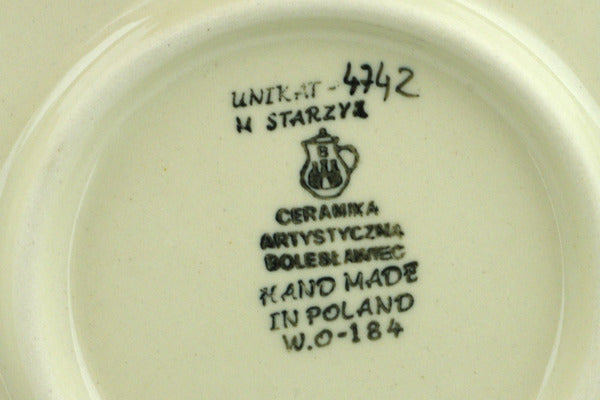 UNIKAT - 4742
M STARZYK
B
CERAMIKA
ARTYSTYCZNA
BOLESŁAWIEC
HAND MADE
IN POLAND
W.O-184